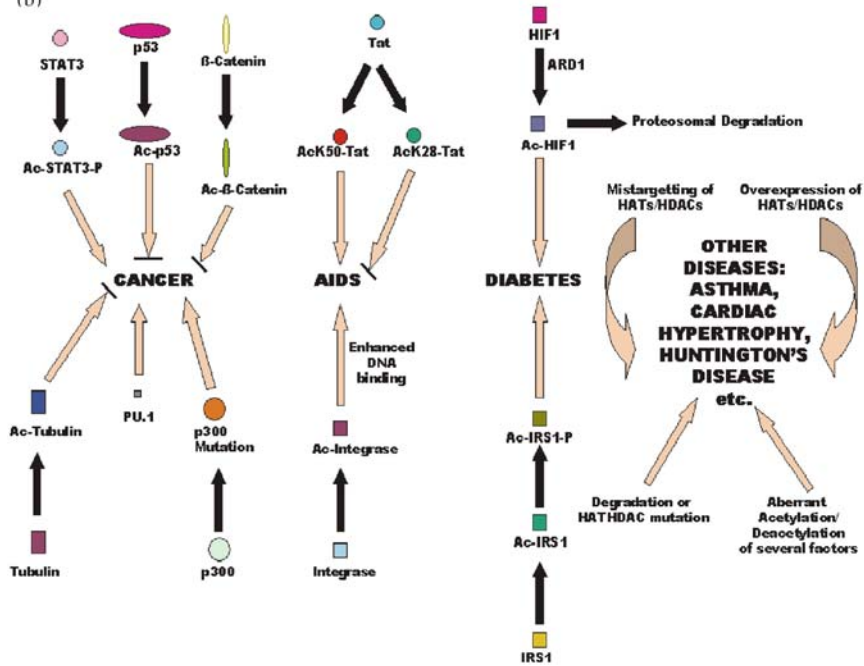 (b)
STAT3
p53
ß-Catenin
Ac-STAT3-P
Ac-p53
Ac-ß-Catenin
CANCER
Ac-Tubulin
PU.1
p300
Mutation
Tubulin
p300
Tat
AcK50-Tat
AcK28-Tat
AIDS
Enhanced
DNA
binding
Ac-Integrase
Integrase
HIF1
ARD1
Ac-HIF1
Proteosomal Degradation
DIABETES
Ac-IRS1-P
Ac-IRS1
IRS1
Mistargetting of
HATs/HDACs
Overexpression of
HATs/HDACs
OTHER
DISEASES:
ASTHMA,
CARDIAC
HYPERTROPHY,
HUNTINGTON'S
DISEASE
etc.
Degradation or
HATHDAC mutation
Aberrant
Acetylation/
Deacetylation
of several factors